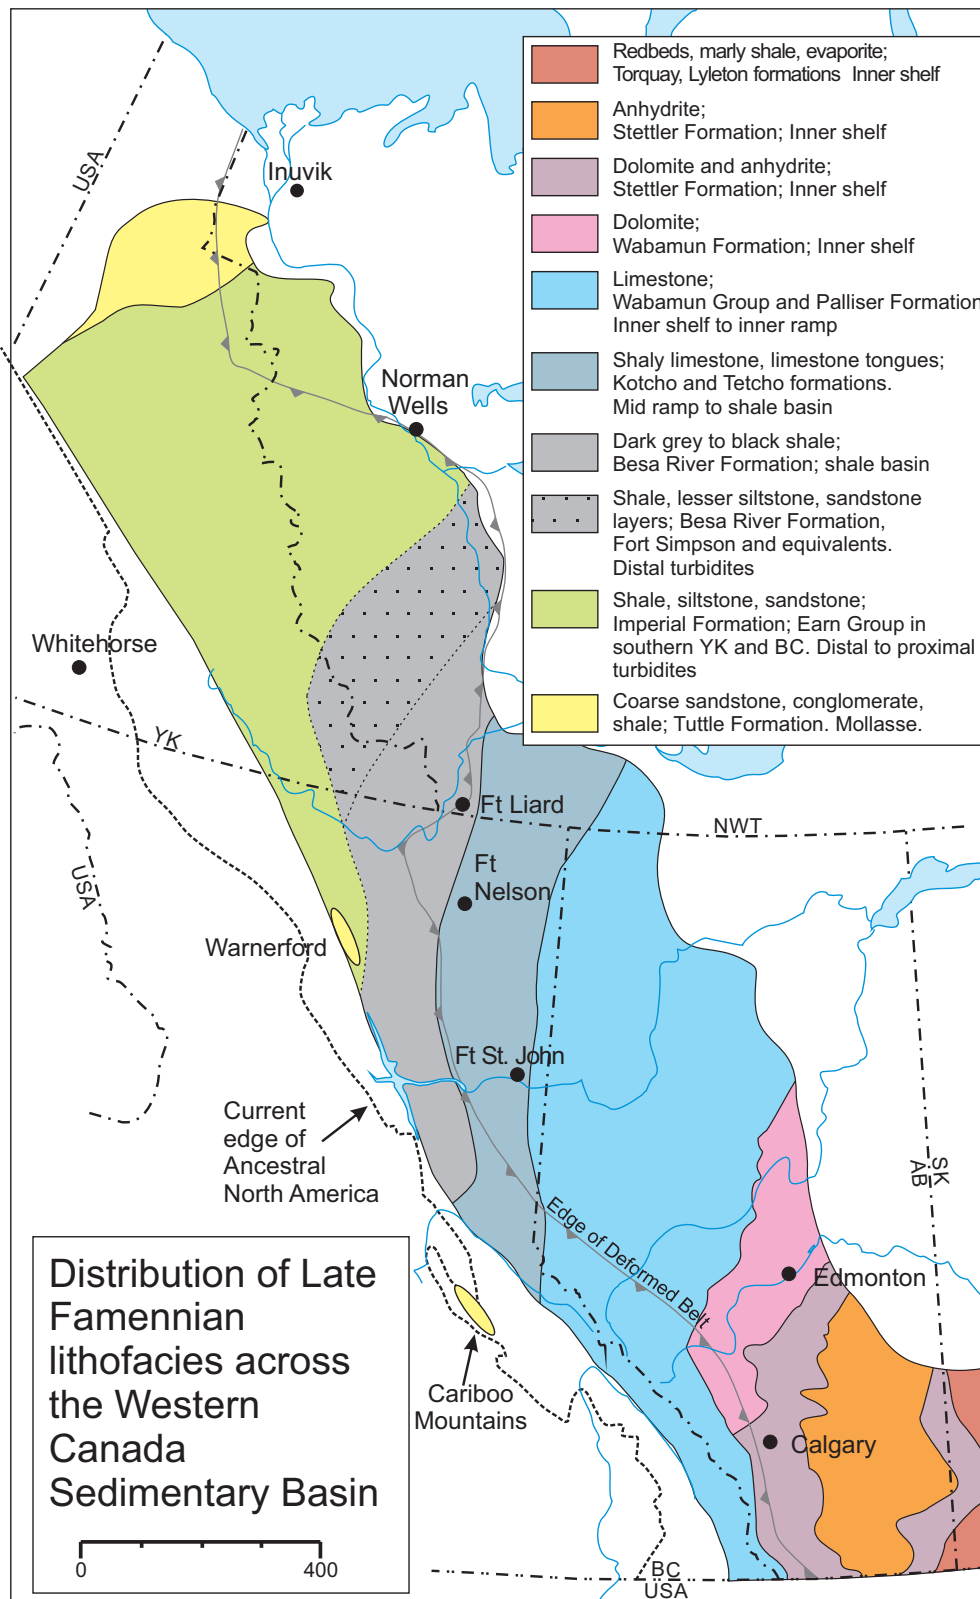 Redbeds, marly shale, evaporite;
Torquay, Lyleton formations Inner shelf
Anhydrite;
Stettler Formation; Inner shelf
Dolomite and anhydrite;
Stettler Formation; Inner shelf
Dolomite;
Wabamun Formation; Inner shelf
Limestone;
Wabamun Group and Palliser Formation
Inner shelf to inner ramp
Shaly limestone, limestone tongues;
Kotcho and Tetcho formations.
Mid ramp to shale basin
Dark grey to black shale;
Besa River Formation; shale basin
Shale, lesser siltstone, sandstone
layers; Besa River Formation,
Fort Simpson and equivalents.
Distal turbidites
Shale, siltstone, sandstone;
Imperial Formation; Earn Group in
southern YK and BC. Distal to proximal
turbidites
Coarse sandstone, conglomerate,
shale; Tuttle Formation. Mollasse.
USA
Inuvik
Norman
Wells
Whitehorse
YK
USA
Ft Liard
NWT
Ft
Nelson
Warnerford
Ft St. John
Current
edge of
Ancestral
North America
SK
AB
Edge of Deformed Belt
Edmonton
Cariboo
Mountains
Calgary
BC
USA
Distribution of Late
Famennian
lithofacies across
the Western
Canada
Sedimentary Basin
0
400